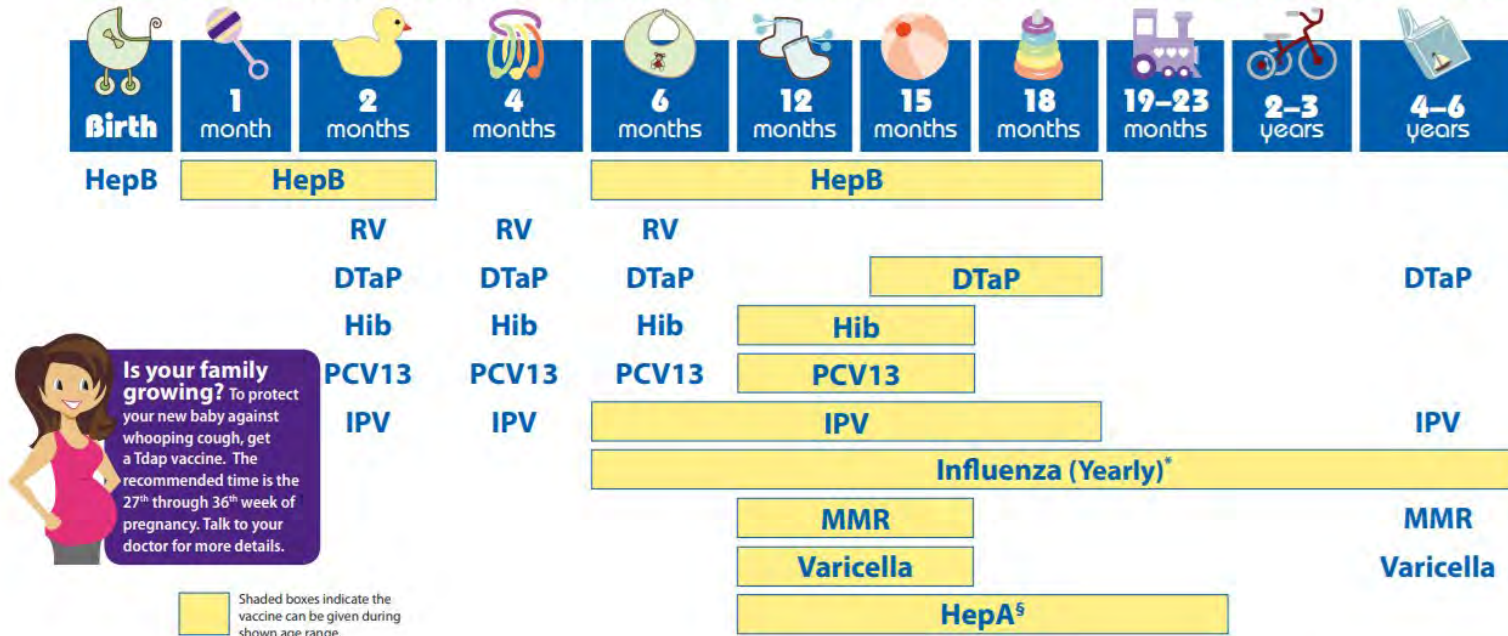 Birth
1 month
2 months
4 months
6 months
12 months
15 months
18 months
19–23 months
2–3 years
4–6 years
HepB HepB HepB
RV RV RV
DTaP DTaP DTaP DTaP DTaP
Hib Hib Hib Hib
PCV13 PCV13 PCV13 PCV13
IPV IPV IPV IPV
Influenza (Yearly)*
MMR MMR
Varicella Varicella
HepA§
Is your family
growing? To protect
your new baby against
whooping cough, get
a Tdap vaccine. The
recommended time is the
27th through 36th week of
pregnancy. Talk to your
doctor for more details.
Shaded boxes indicate the
vaccine can be given during
shown age range